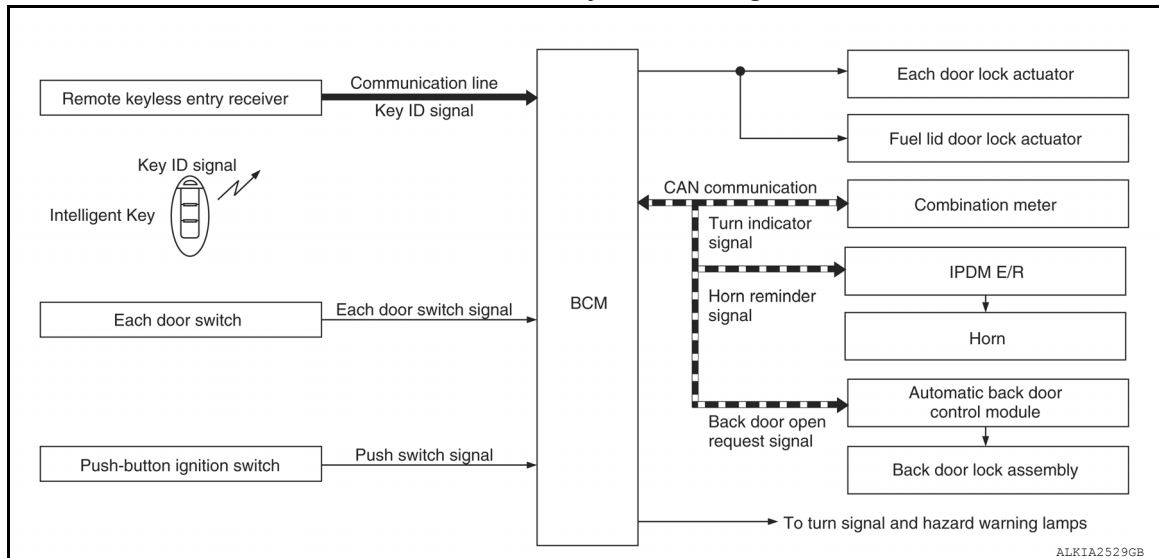 Remote keyless entry receiver
Communication line
Key ID signal
Key ID signal
Intelligent Key
Each door switch
Each door switch signal
Push-button ignition switch
Push switch signal
BCM
Each door lock actuator
Fuel lid door lock actuator
CAN communication
Combination meter
Turn indicator
signal
IPDM E/R
Horn reminder
signal
Horn
Automatic back door
control module
Back door open
request signal
Back door lock assembly
To turn signal and hazard warning lamps
ALKIA2529GB